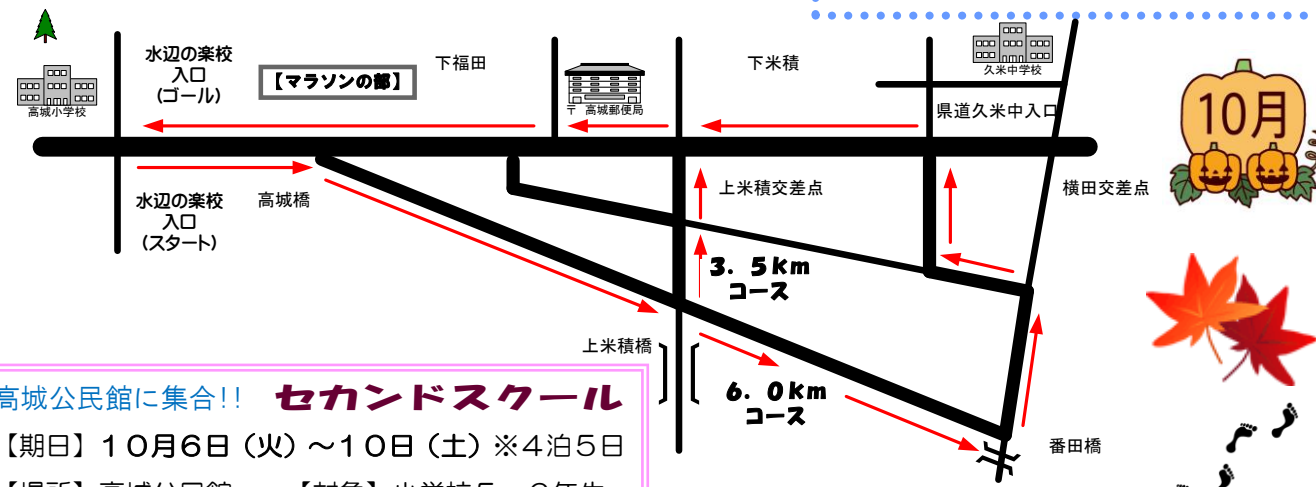 水辺の楽校
入口
(ゴール)
【マラソンの部】
下福田
下米積
久米中学校
高城小学校
〒 高城郵便局
県道久米中入口
10月
水辺の楽校
入口
(スタート)
高城橋
上米積交差点
横田交差点
3. 5km
コース
上米積橋
6. 0km
コース
番田橋
高城公民館に集合!! セカンドスクール
【期日】10月6日(火)~10日(土)※4泊5日